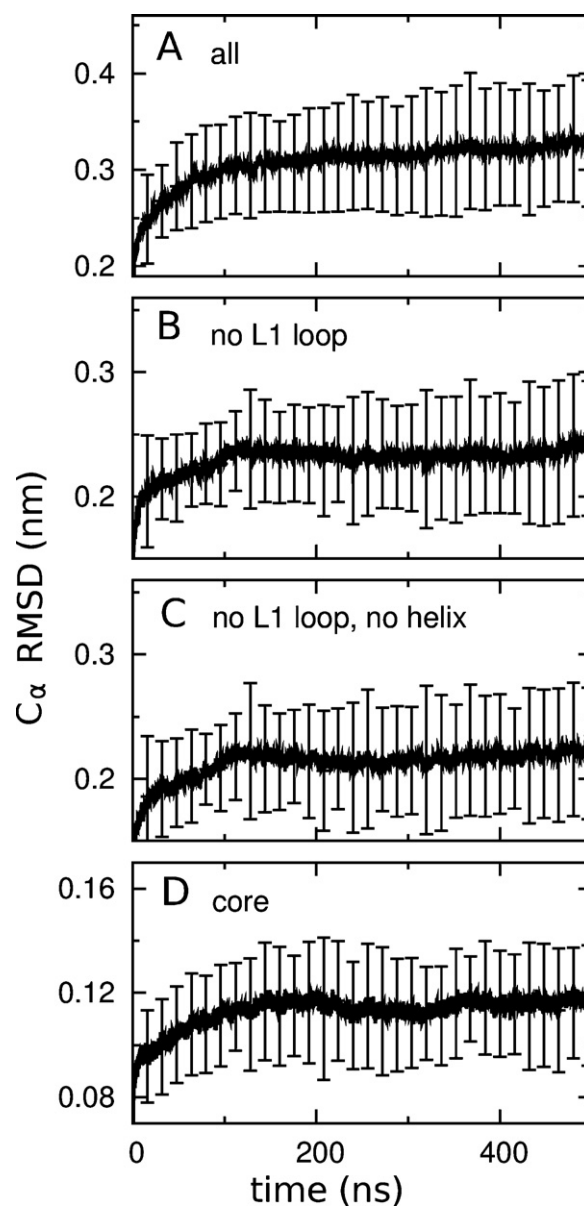 A all
0.4
0.3
0.2
B no L1 loop
0.3
0.2
C no L1 loop, no helix
0.3
0.2
D core
0.16
0.12
0.08
0 200 400
time (ns)
Cα RMSD (nm)